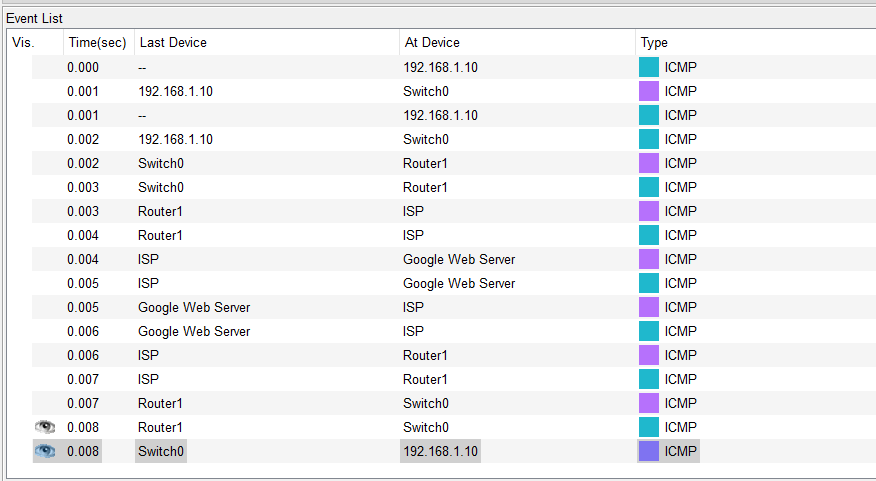 Event List
Vis. Time(sec) Last Device At Device Type
0.000 -- 192.168.1.10 ICMP
0.001 192.168.1.10 Switch0 ICMP
0.001 -- 192.168.1.10 ICMP
0.002 192.168.1.10 Switch0 ICMP
0.002 Switch0 Router1 ICMP
0.003 Switch0 Router1 ICMP
0.003 Router1 ISP ICMP
0.004 Router1 ISP ICMP
0.004 ISP Google Web Server ICMP
0.005 ISP Google Web Server ICMP
0.005 Google Web Server ISP ICMP
0.006 Google Web Server ISP ICMP
0.006 ISP Router1 ICMP
0.007 ISP Router1 ICMP
0.007 Router1 Switch0 ICMP
0.008 Router1 Switch0 ICMP
0.008 Switch0 192.168.1.10 ICMP